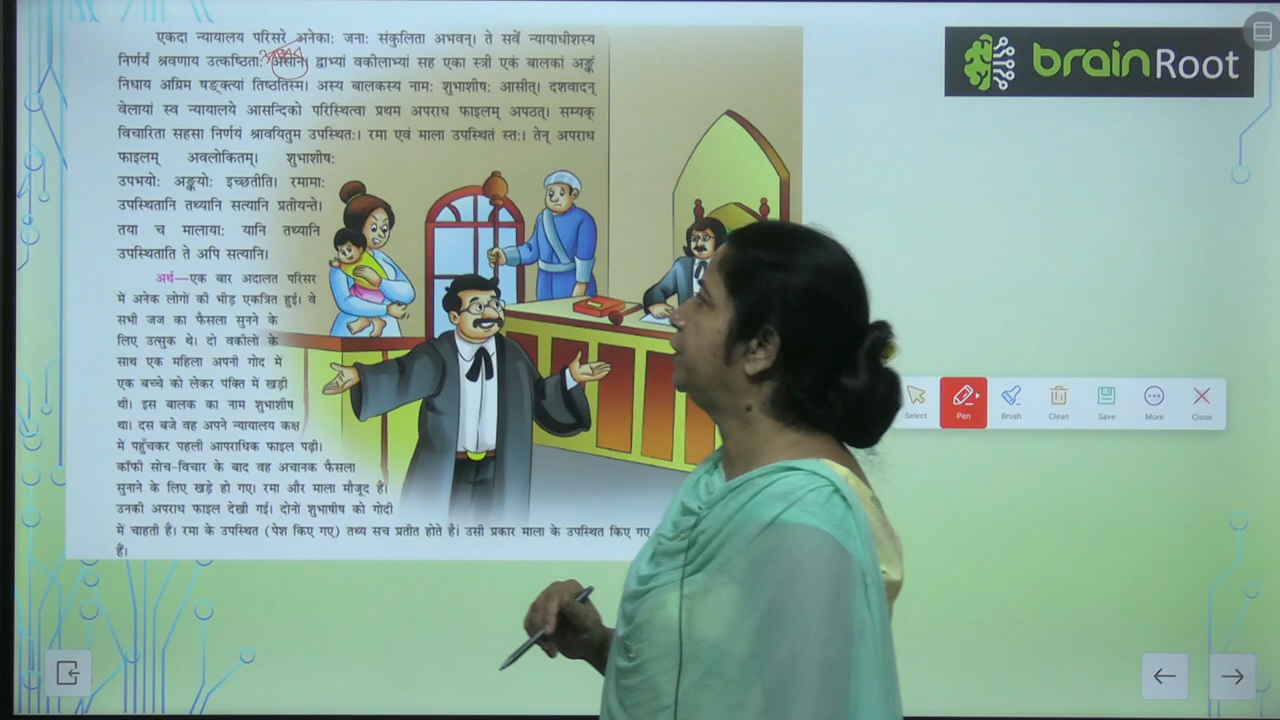 एकदा न्यायालय परिसरे अनेका: जना: संकुलिता अभवन्। ते सर्वे न्यायाधीशस्य
निर्णयं श्रवणाय उत्कष्ठिता: द्वाभ्यां वकीलाभ्यां सह एका स्त्री एकं बालकां अङ्कं
निधाय अग्रिम षङ्क्त्यां तिष्ठतिस्म। अस्य बालकस्य नाम: शुभाशीष: आसीत्। दशवादन्
वेलायां स्व न्यायालये आसन्दिको परिस्थित्वा प्रथम अपराध फाइलम् अपठत्। सम्यक्
विचारिता सहसा निर्णयं श्रावयितुम उपस्थित:। रमा एवं माला उपस्थितं स्त:। तेन् अपराध
फाइलम् अवलोकितम्। शुभाशीष:
उपभयो: अङ्कयो: इच्छतीति। रमामा:
उपस्थितानि तथ्यानि सत्यानि प्रतीयन्ते।
तया च मालाया: यानि तथ्यानि
उपस्थिताति ते अपि सत्यानि।
अर्थ—एक बार अदालत परिसर
में अनेक लोगों की भीड़ एकत्रित हुई। वे
सभी जज का फैसला सुनने के
लिए उत्सुक थे। दो वकीलों के
साथ एक महिला अपनी गोद में
एक बच्चे को लेकर पंक्ति में खड़ी
थी। इस बालक का नाम शुभाशीष
था। दस बजे वह अपने न्यायालय कक्ष
में पहुँचकर पहली आपराधिक फाइल पढ़ी।
काँफी सोच-विचार के बाद वह अचानक फैसला
सुनाने के लिए खड़े हो गए। रमा और माला मौजूद हैं।
उनकी अपराध फाइल देखी गई। दोनों शुभाषीष को गोदी
में चाहती हैं। रमा के उपस्थित (पेश किए गए) तथ्य सच प्रतीत होते है। उसी प्रकार माला के उपस्थित किए गए
हैं।
brainRoot
Select Pen Brush Clean Save More Close